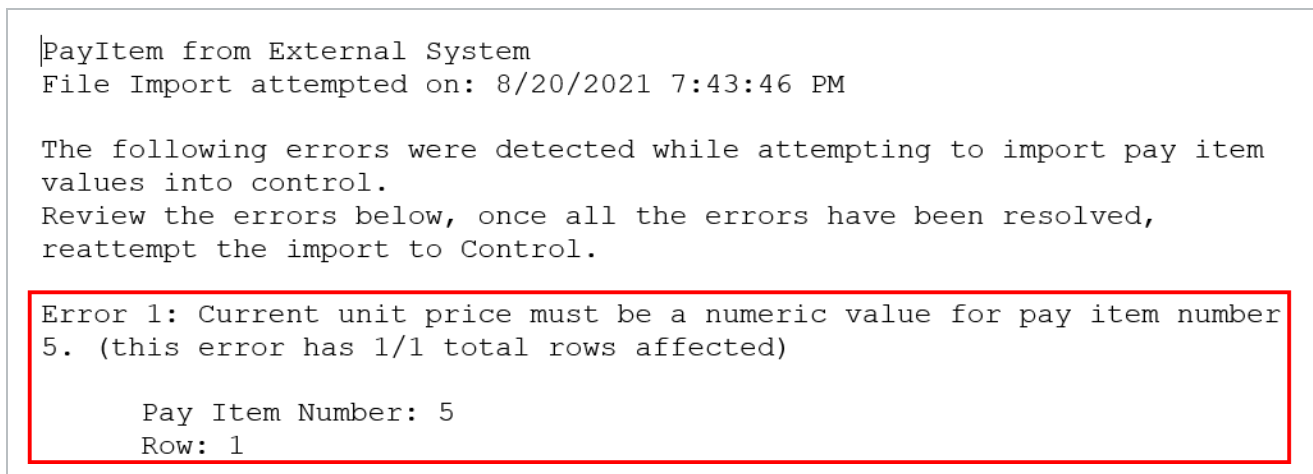 PayItem from External System
File Import attempted on: 8/20/2021 7:43:46 PM
The following errors were detected while attempting to import pay item
values into control.
Review the errors below, once all the errors have been resolved,
reattempt the import to Control.
Error 1: Current unit price must be a numeric value for pay item number
5. (this error has 1/1 total rows affected)
Pay Item Number: 5
Row: 1